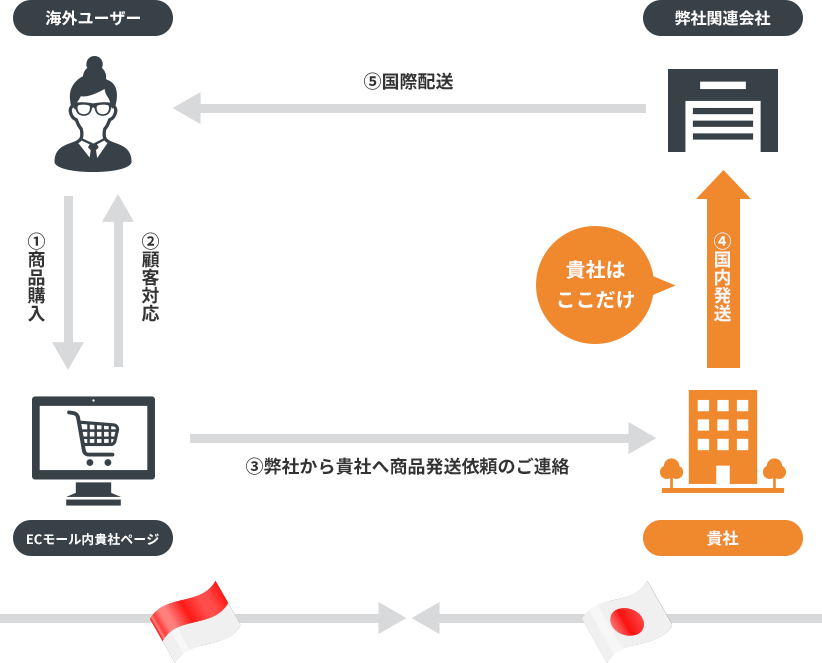 海外ユーザー
弊社関連会社
⑤国際配送
①商品購入
②顧客対応
貴社は
ここだけ
④国内発送
③弊社から貴社へ商品発送依頼のご連絡
ECモール内貴社ページ
貴社